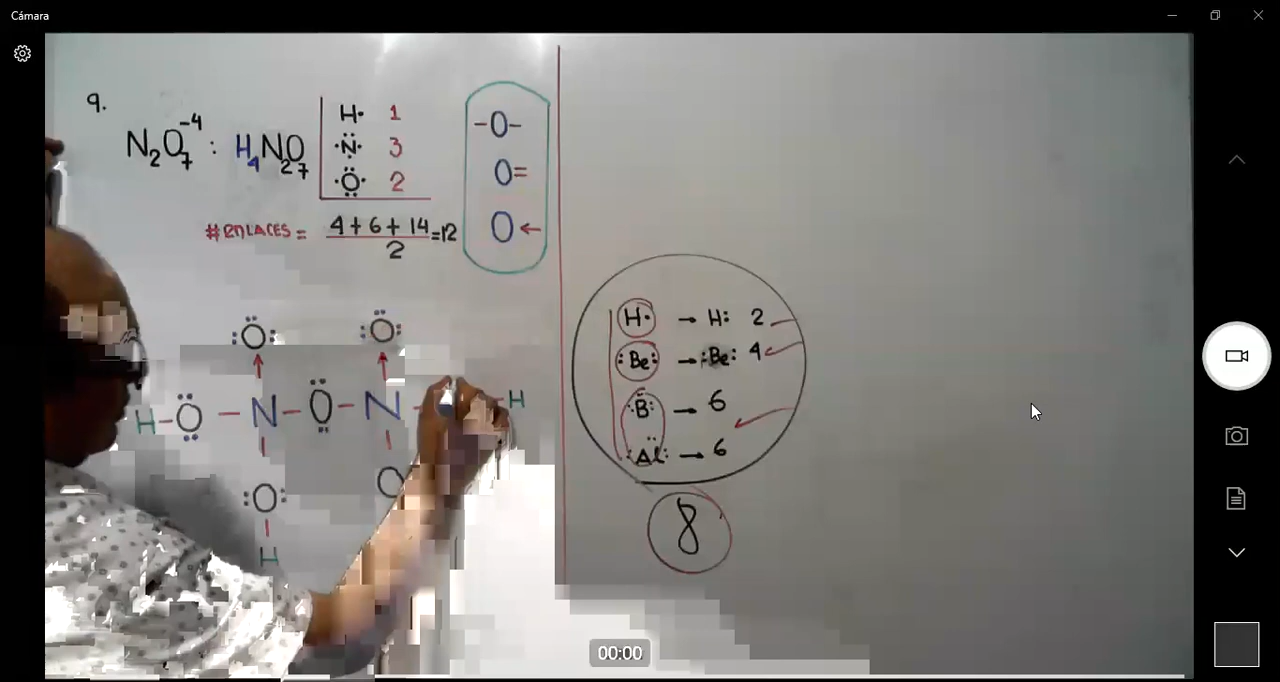 Cámara
9.
N₂O₇⁻⁴ : H₄N₂O₇
H· 1
·N̈· 3
·Ö· 2
#ENLACES = (4 + 6 + 14)/2 = 12
-O-
O=
O←
:Ö: :Ö:
H-O-N-O-N- -H
:O: O
H
H· → H: 2
:Be: → :Be: 4
·B̈: → 6
·Äl: → 6
8
00:00